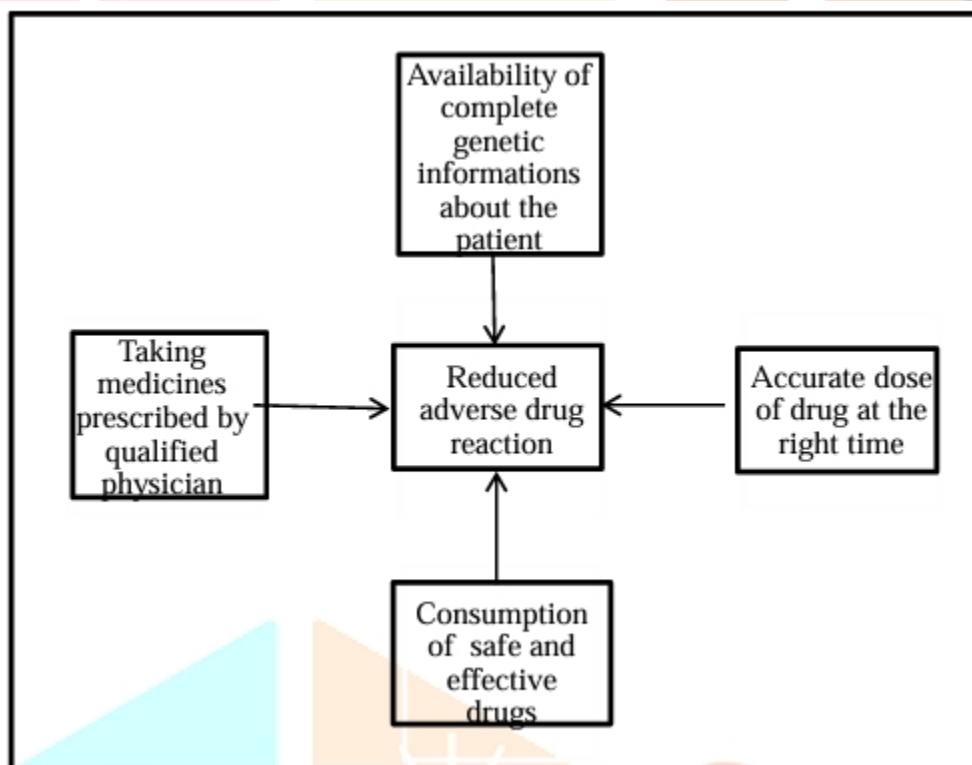 Availability of
complete
genetic
informations
about the
patient
Taking
medicines
prescribed by
qualified
physician
Reduced
adverse drug
reaction
Accurate dose
of drug at the
right time
Consumption
of safe and
effective
drugs